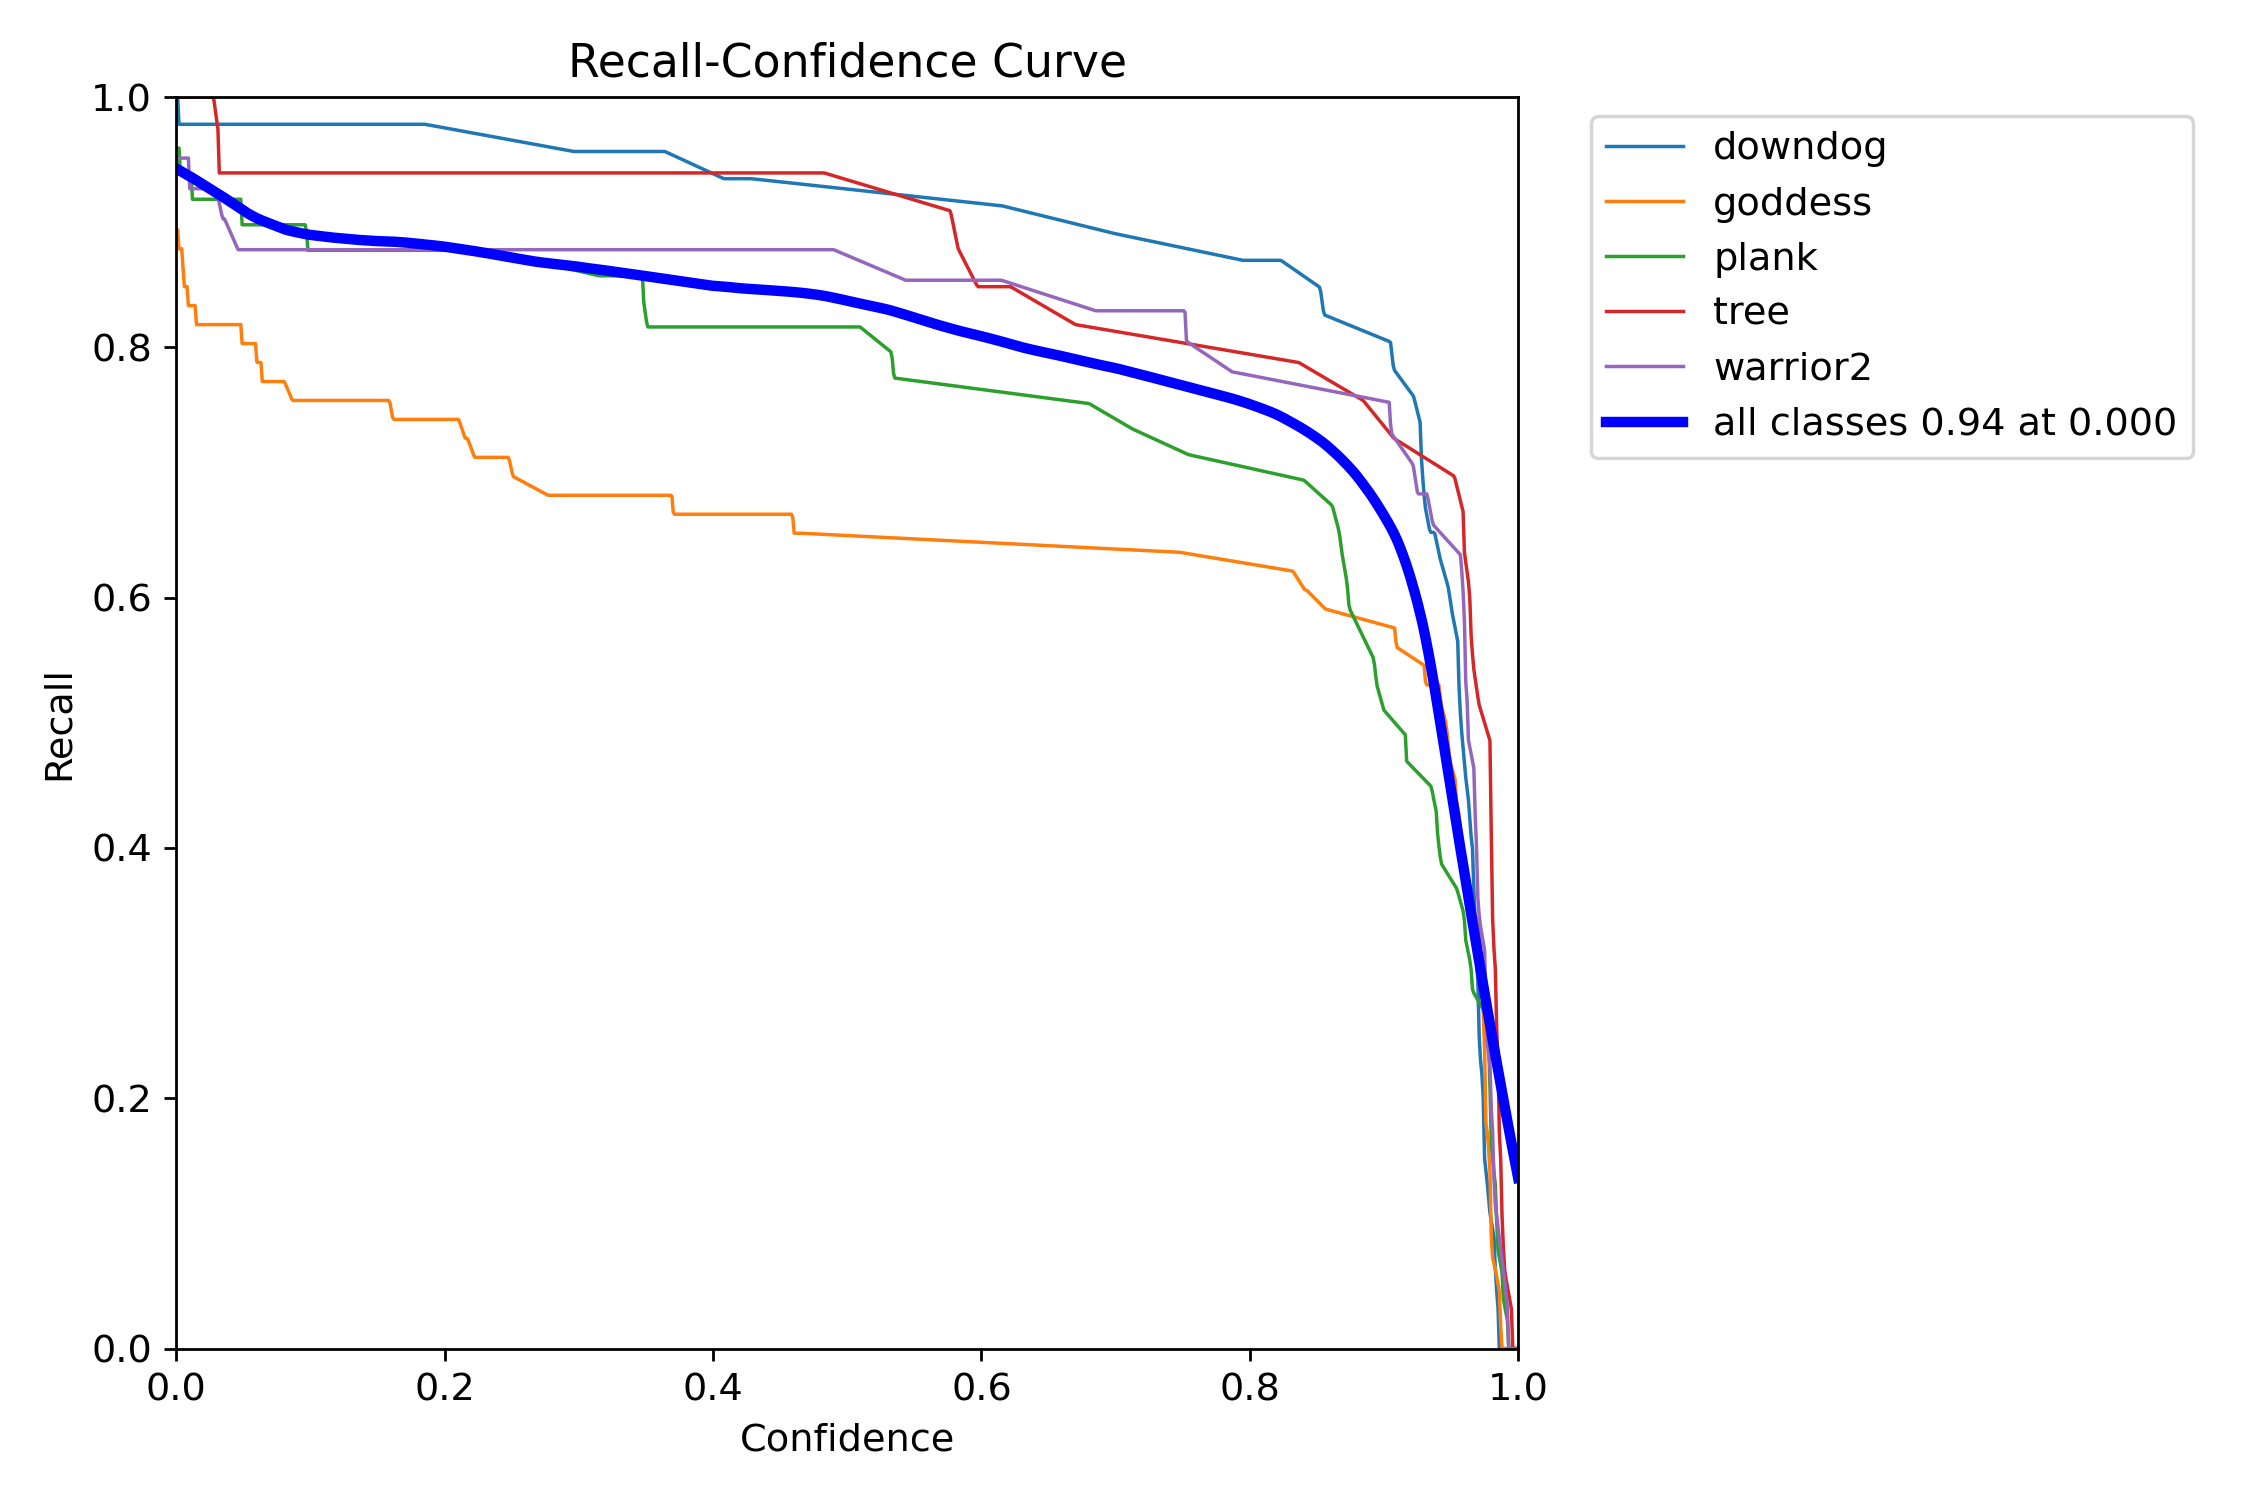 Recall-Confidence Curve
1.0
0.8
0.6
0.4
0.2
0.0
Recall
0.0 0.2 0.4 0.6 0.8 1.0
Confidence
downdog
goddess
plank
tree
warrior2
all classes 0.94 at 0.000